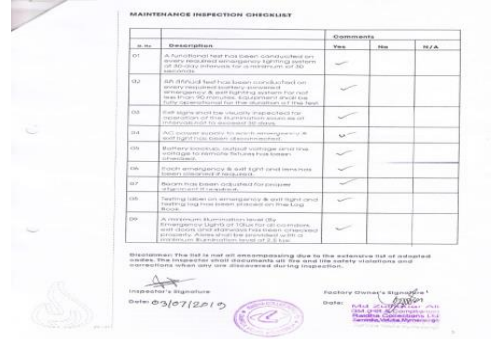 MAINTENANCE INSPECTION CHECKLIST
Comments
S.No Description Yes No N/A
01 A functional test has been conducted on
every required emergency lighting system
at 30-day intervals for a minimum of 30
seconds
02 An annual test has been conducted on
every required battery-powered
emergency & exit lighting system for not
less than 90 minutes. Equipment shall be
fully operational for the duration of the test
03 Exit signs shall be visually inspected for
operation of the illumination sources at
intervals not to exceed 30 days
04 AC power supply to each emergency &
exit light has been disconnected
05 Battery backup, output voltage and the
voltage to remote fixtures has been
checked.
06 Each emergency & exit light and lens has
been cleaned if required.
07 Beam has been adjusted for proper
alignment if required.
08 Testing label on emergency & exit light and
testing tag has been placed on the Log
Book.
09 A minimum illumination level (By
Emergency Light) of 10lux for all corridors,
exit doors and stairways has been checked
properly. Aisles shall be provided with a
minimum illumination level of 2.5 lux
Disclaimer: The list is not all encompassing due to the extensive list of adopted
codes. The inspector shall documents all fire and life safety violations and
corrections when any are discovered during inspection.
Inspector's Signature Factory Owner's Signature
Date: 03/07/2019 Date: